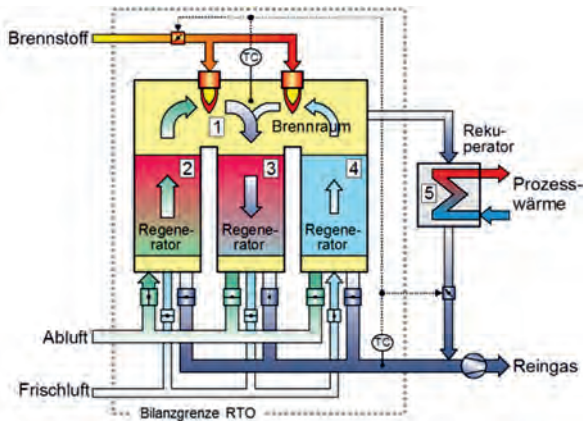 Brennstoff
TC
1
Brennraum
Reku-
perator
2
3
4
5
Prozess-
wärme
Regene-
rator
Regene-
rator
Regene-
rator
Abluft
TC
Frischluft
Reingas
Bilanzgrenze RTO